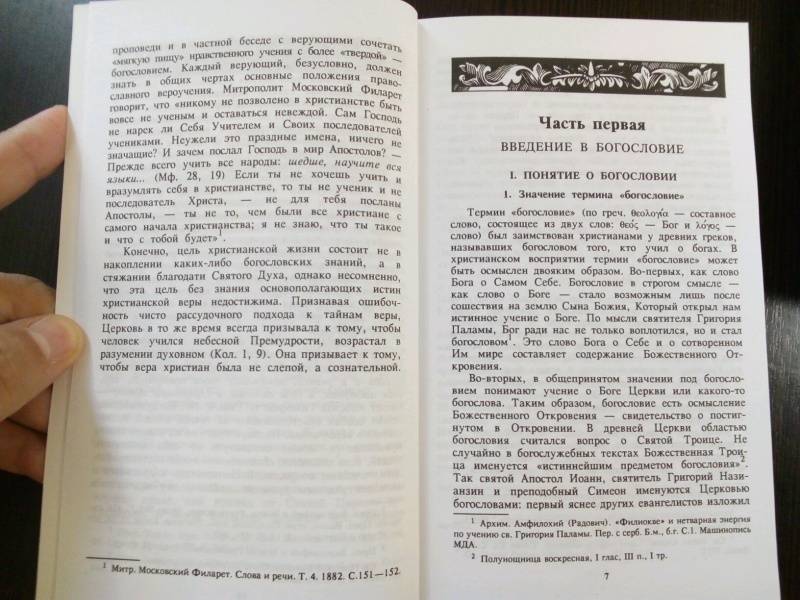 проповеди и в частной беседе с верующими сочетать
«мягкую пищу» нравственного учения с более «твердой» —
богословием. Каждый верующий, безусловно, должен
знать в общих чертах основные положения право-
славного вероучения. Митрополит Московский Филарет
говорит, что «никому не позволено в христианстве быть
вовсе не ученым и оставаться невеждой. Сам Господь
не нарек ли Себя Учителем и Своих последователей
учениками. Неужели это праздные имена, ничего не
значащие? И зачем послал Господь в мир Апостолов? —
Прежде всего учить все народы: шедше, научите вся
языки... (Мф. 28, 19) Если ты не хочешь учить и
вразумлять себя в христианстве, то ты не ученик и не
последователь Христа, — не для тебя посланы
Апостолы, — ты не то, чем были все христиане с
самого начала христианства; я не знаю, что ты такое
и что с тобой будет»1.
Конечно, цель христианской жизни состоит не в
накоплении каких-либо богословских знаний, а в
стяжании благодати Святого Духа, однако несомненно,
что эта цель без знания основополагающих истин
христианской веры недостижима. Признавая ошибоч-
ность чисто рассудочного подхода к тайнам веры,
Церковь в то же время всегда призывала к тому, чтобы
человек учился небесной Премудрости, возрастал в
разумении духовном (Кол. 1, 9). Она призывает к тому,
чтобы вера христиан была не слепой, а сознательной.
1 Митр. Московский Филарет. Слова и речи. Т. 4. 1882. С.151—152.
Часть первая
ВВЕДЕНИЕ В БОГОСЛОВИЕ
I. ПОНЯТИЕ О БОГОСЛОВИИ
1. Значение термина «богословие»
Термин «богословие» (по греч. θεολογία — составное
слово, состоящее из двух слов: θεός — Бог и λόγος —
слово) был заимствован христианами у древних греков,
называвших богословом того, кто учил о богах. В
христианском восприятии термин «богословие» может
быть осмыслен двояким образом. Во-первых, как слово
Бога о Самом Себе. Богословие в строгом смысле —
как слово о Боге — стало возможным лишь после
сошествия на землю Сына Божия, Который открыл нам
истинное учение о Боге. По мысли святителя Григория
Паламы, Бог ради нас не только воплотился, но и стал
богословом1. Это слово Бога о Себе и о сотворенном
Им мире составляет содержание Божественного От-
кровения.
Во-вторых, в общепринятом значении под богосло-
вием понимают учение о Боге Церкви или какого-то
богослова. Таким образом, богословие есть осмысление
Божественного Откровения — свидетельство о постиг-
нутом в Откровении. В древней Церкви областью
богословия считался вопрос о Святой Троице. Не
случайно в богослужебных текстах Божественная Трои-
ца именуется «истиннейшим предметом богословия»2.
Так святой Апостол Иоанн, святитель Григорий Нази-
анзин и преподобный Симеон именуются Церковью
богословами: первый яснее других евангелистов изложил
1 Архим. Амфилохий (Радович). «Филиокве» и нетварная энергия
по учению св. Григория Паламы. Пер. с серб. Б.м., б.г. С.1. Машинопись
МДА.
2 Полунощница воскресная, I глас, III п., I тр.
7